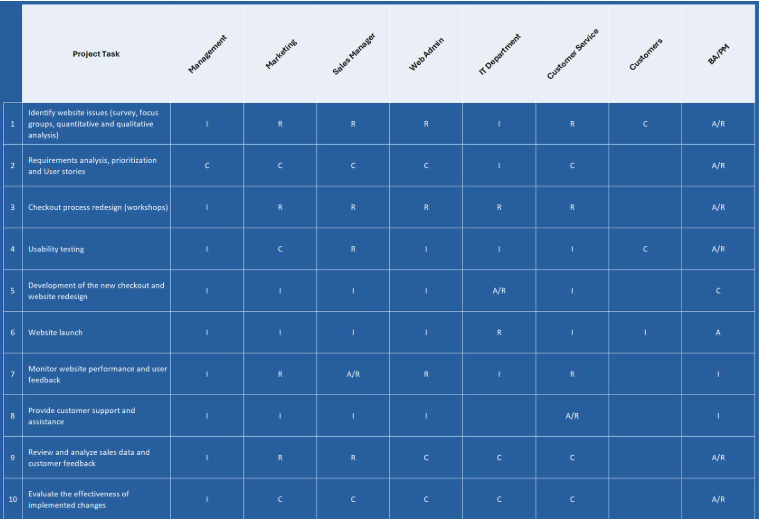 Project Task Management Marketing Sales Manager Web Admin IT Department Customer Service Customers BA/PM
1 Identify website issues (survey, focus
groups, quantitative and qualitative
analysis) I R R R I R C A/R
2 Requirements analysis, prioritization
and User stories C C C C I C A/R
3 Checkout process redesign (workshops) I R R R R R A/R
4 Usability testing I C R I I I C A/R
5 Development of the new checkout and
website redesign I I I I A/R I C
6 Website launch I I I I R I I A
7 Monitor website performance and user
feedback I R A/R R I R I
8 Provide customer support and
assistance I I I I A/R I
9 Review and analyze sales data and
customer feedback I R R C C C A/R
10 Evaluate the effectiveness of
implemented changes I C C C C C A/R